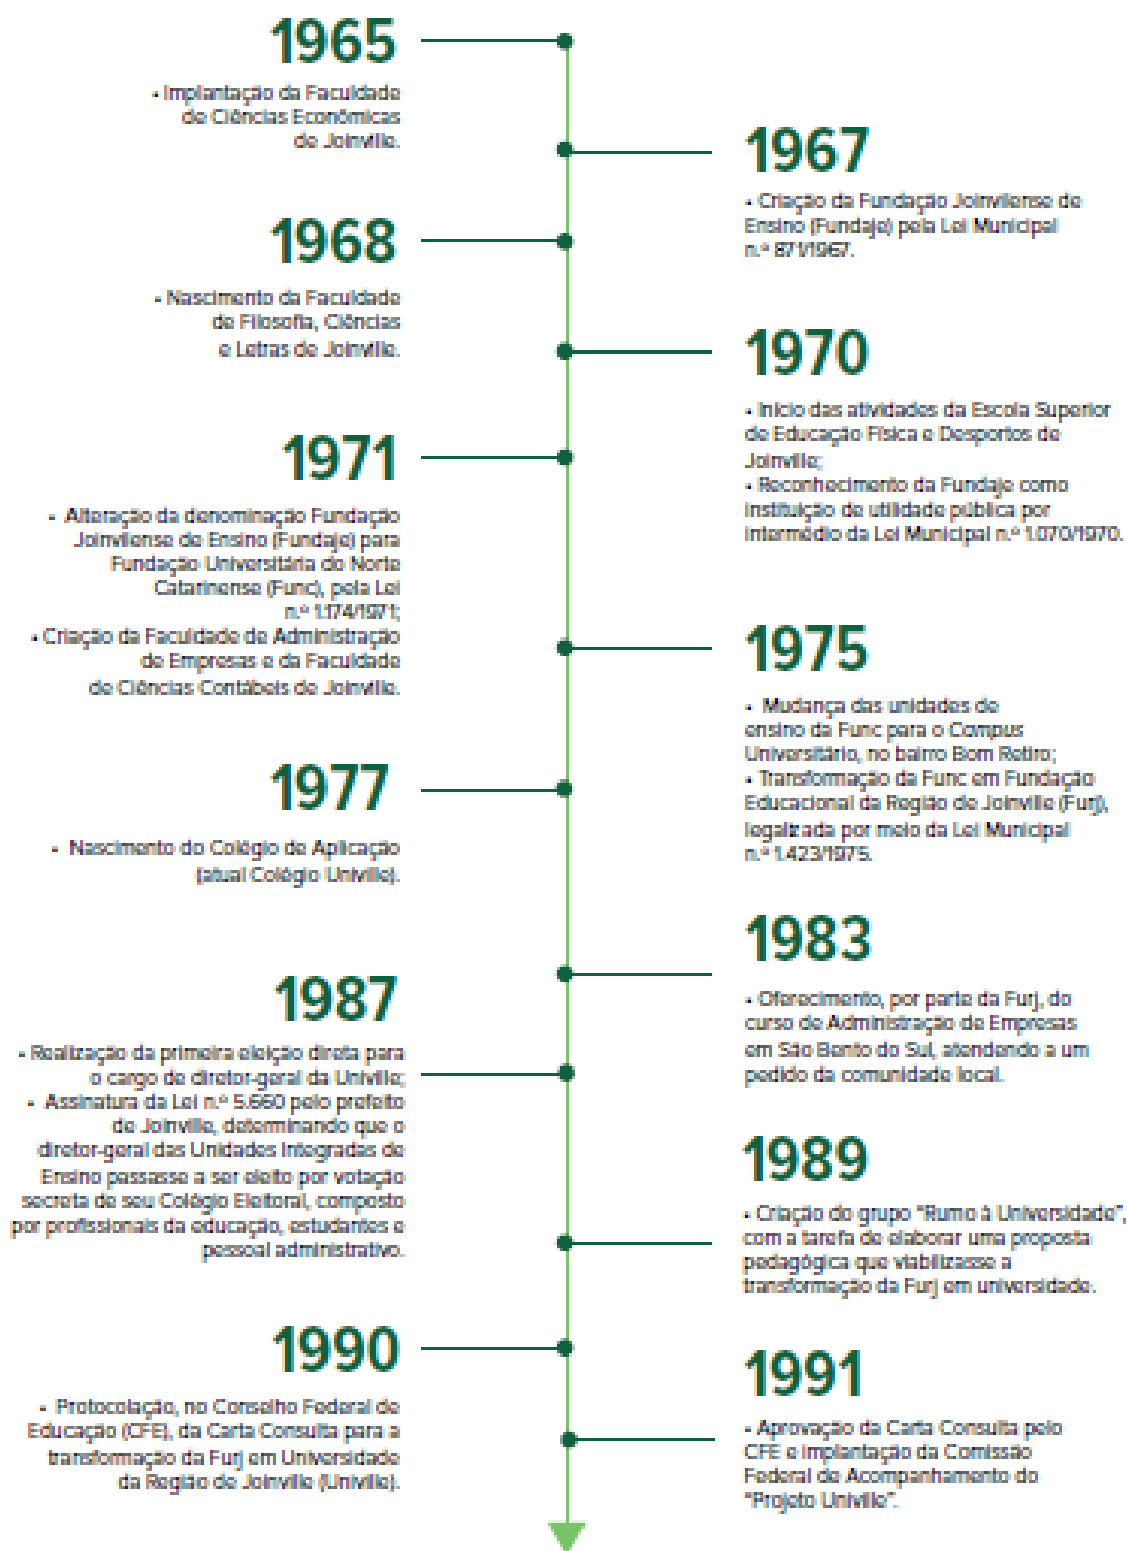 1965
• Implantação da Faculdade
de Ciências Econômicas
de Joinville.
1967
• Criação da Fundação Joinvilense de
Ensino (Fundaje) pela Lei Municipal
n.º 871/1967.
1968
• Nascimento da Faculdade
de Filosofia, Ciências
e Letras de Joinville.
1970
• Início das atividades da Escola Superior
de Educação Física e Desportos de
Joinville;
• Reconhecimento da Fundaje como
instituição de utilidade pública por
intermédio da Lei Municipal n.º 1.070/1970.
1971
• Alteração da denominação Fundação
Joinvilense de Ensino (Fundaje) para
Fundação Universitária do Norte
Catarinense (Func), pela Lei
n.º 1.174/1971;
• Criação da Faculdade de Administração
de Empresas e da Faculdade
de Ciências Contábeis de Joinville.
1975
• Mudança das unidades de
ensino da Func para o Campus
Universitário, no bairro Bom Retiro;
• Transformação da Func em Fundação
Educacional da Região de Joinville (Furj),
legalizada por meio da Lei Municipal
n.º 1.423/1975.
1977
• Nascimento do Colégio de Aplicação
(atual Colégio Univille).
1983
• Oferecimento, por parte da Furj, do
curso de Administração de Empresas
em São Bento do Sul, atendendo a um
pedido da comunidade local.
1987
• Realização da primeira eleição direta para
o cargo de diretor-geral da Univille;
• Assinatura da Lei n.º 5.660 pelo prefeito
de Joinville, determinando que o
diretor-geral das Unidades Integradas de
Ensino passasse a ser eleito por votação
secreta de seu Colégio Eleitoral, composto
por profissionais da educação, estudantes e
pessoal administrativo.
1989
• Criação do grupo "Rumo à Universidade",
com a tarefa de elaborar uma proposta
pedagógica que viabilizasse a
transformação da Furj em universidade.
1990
• Protocolação, no Conselho Federal de
Educação (CFE), da Carta Consulta para a
transformação da Furj em Universidade
da Região de Joinville (Univille).
1991
• Aprovação da Carta Consulta pelo
CFE e implantação da Comissão
Federal de Acompanhamento do
"Projeto Univille".